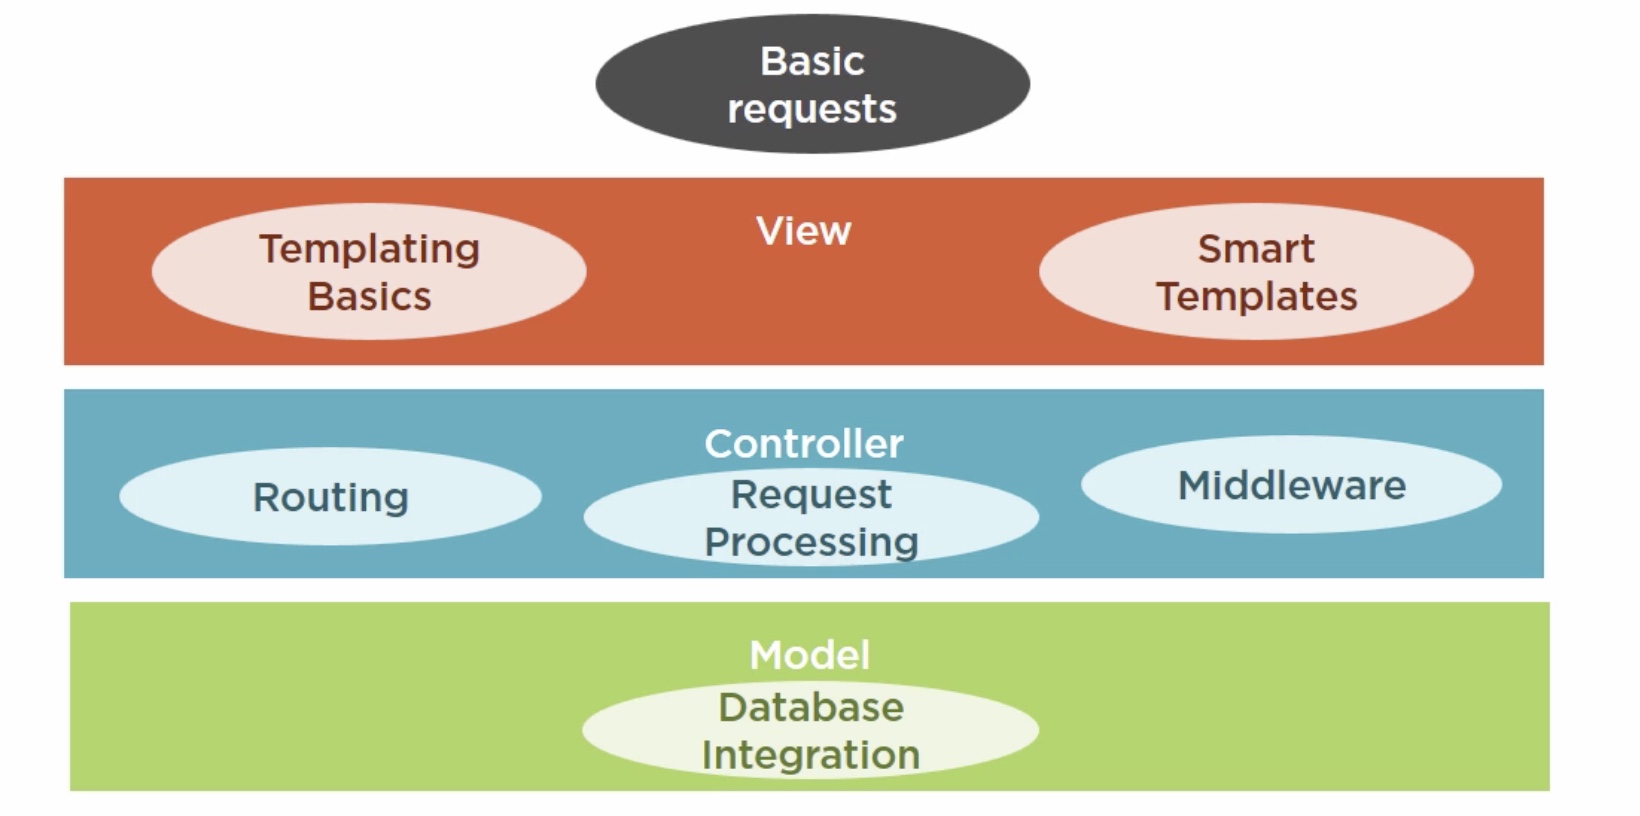 Basic
requests
View
Templating
Basics
Smart
Templates
Controller
Routing
Request
Processing
Middleware
Model
Database
Integration